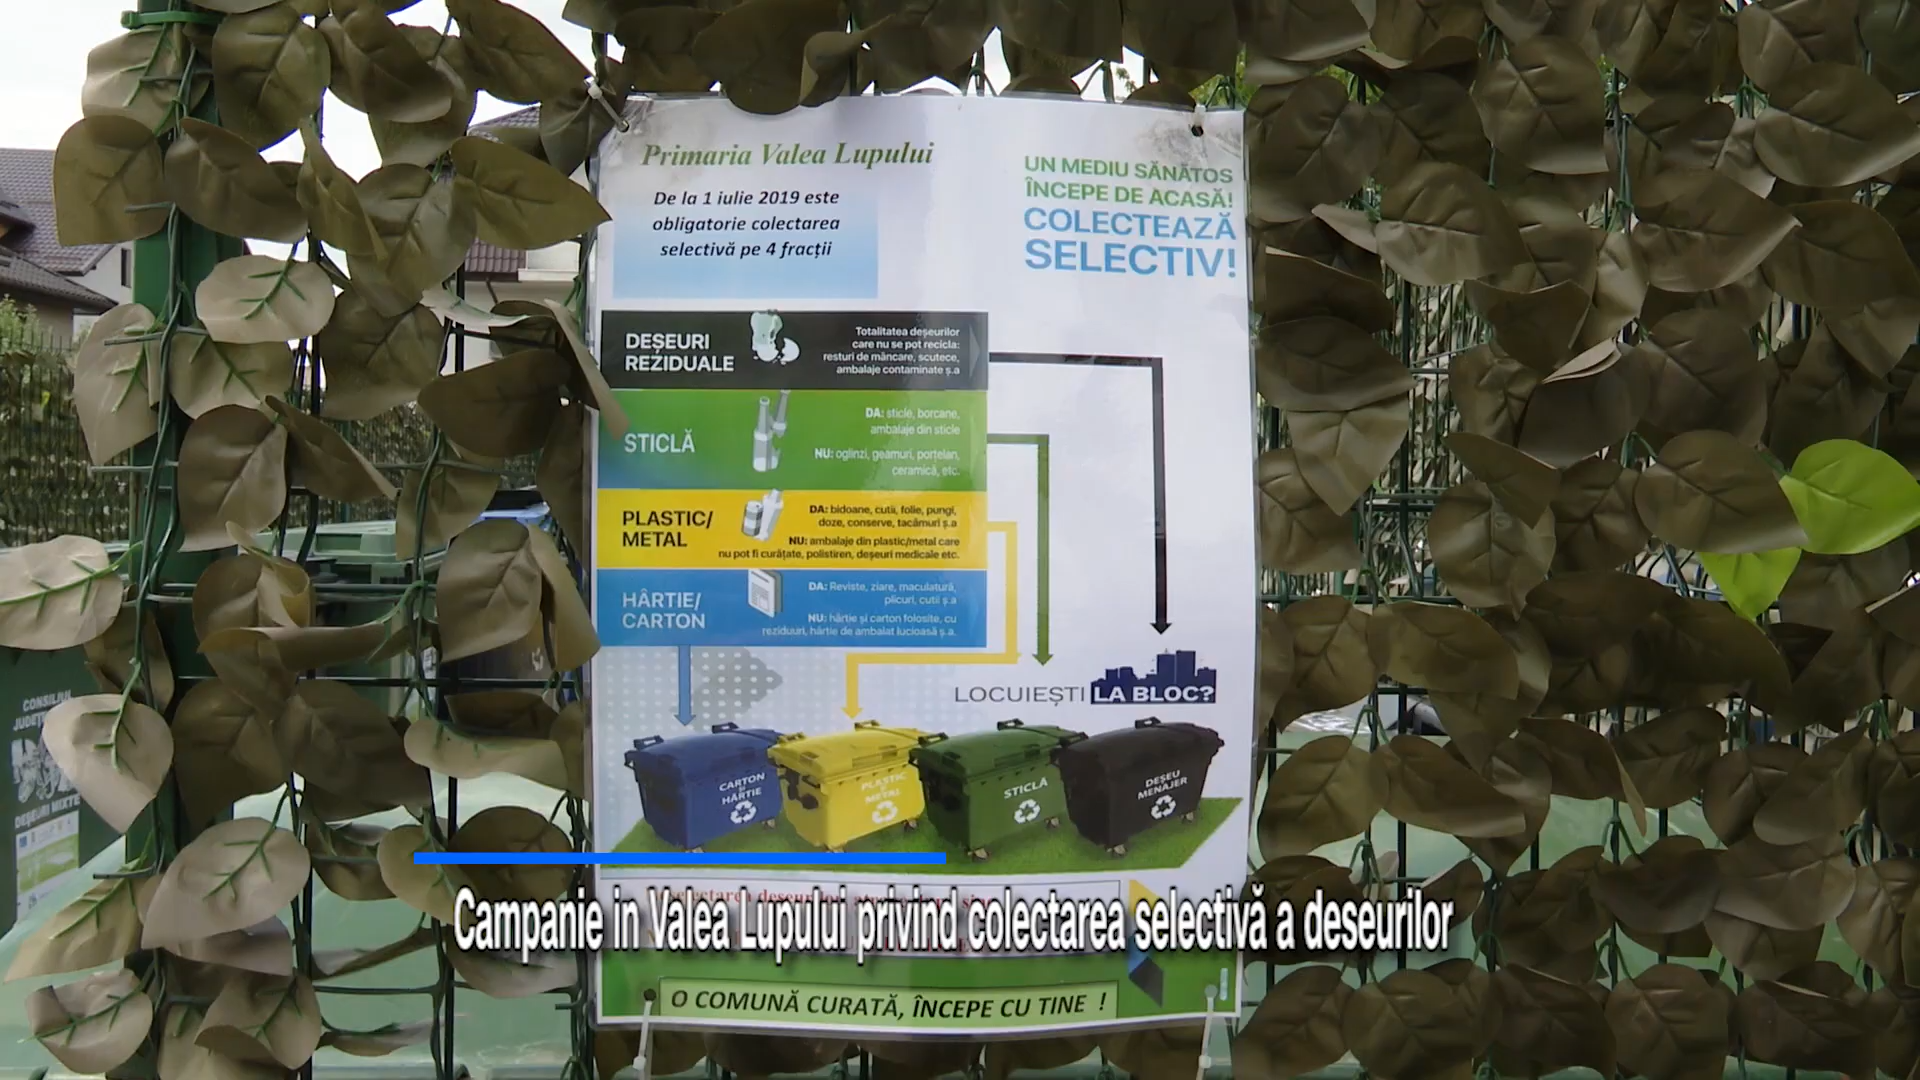 Primaria Valea Lupului
De la 1 iulie 2019 este
obligatorie colectarea
selectivă pe 4 fracții
UN MEDIU SĂNĂTOS
ÎNCEPE DE ACASĂ!
COLECTEAZĂ
SELECTIV!
DEȘEURI
REZIDUALE
Totalitatea deșeurilor
care nu se pot recicla:
resturi de mâncare, scutece,
ambalaje contaminate ș.a
STICLĂ
DA: sticle, borcane,
ambalaje din sticle
NU: oglinzi, geamuri, porțelan,
ceramică, etc.
PLASTIC/
METAL
DA: bidoane, cutii, folie, pungi,
doze, conserve, tacâmuri ș.a
NU: ambalaje din plastic/metal care
nu pot fi curățate, polistiren, deșeuri medicale etc.
HÂRTIE/
CARTON
DA: Reviste, ziare, maculatură,
plicuri, cutii ș.a
NU: hârtie și carton folosite, cu
reziduuri, hârtie de ambalat lucioasă ș.a.
LOCUIEȘTI LA BLOC?
CARTON
HÂRTIE
PLASTIC
METAL
STICLĂ
DEȘEU
MENAJER
CONSILIUL
DEȘEURI MIXTE
Campanie in Valea Lupului privind colectarea selectivă a deseurilor
O COMUNĂ CURATĂ, ÎNCEPE CU TINE !